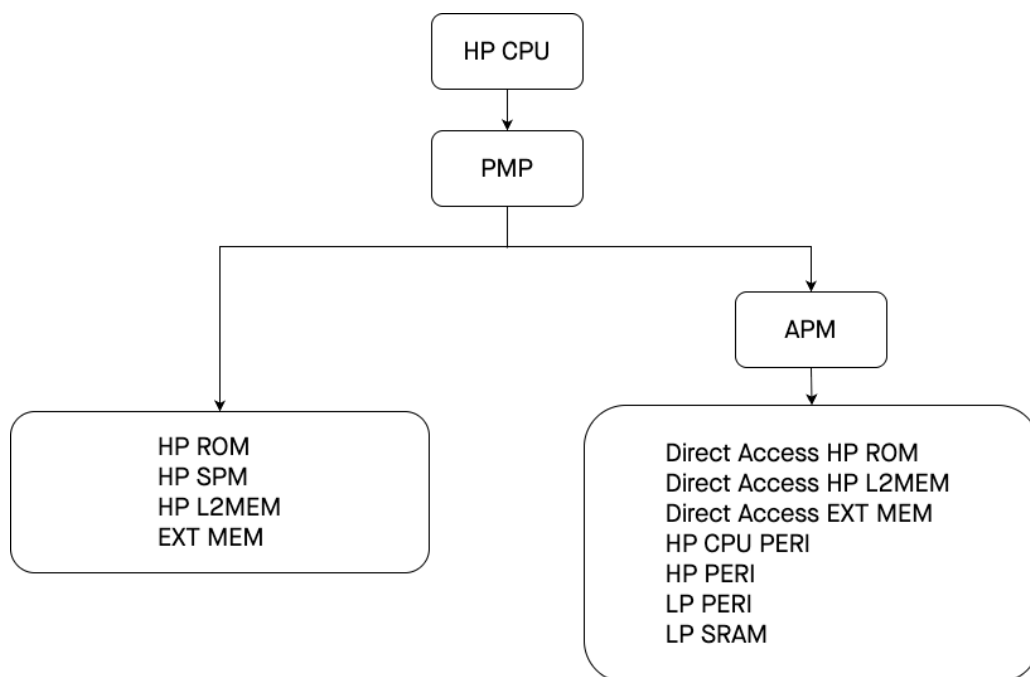 HP CPU
PMP
APM
HP ROM
HP SPM
HP L2MEM
EXT MEM
Direct Access HP ROM
Direct Access HP L2MEM
Direct Access EXT MEM
HP CPU PERI
HP PERI
LP PERI
LP SRAM